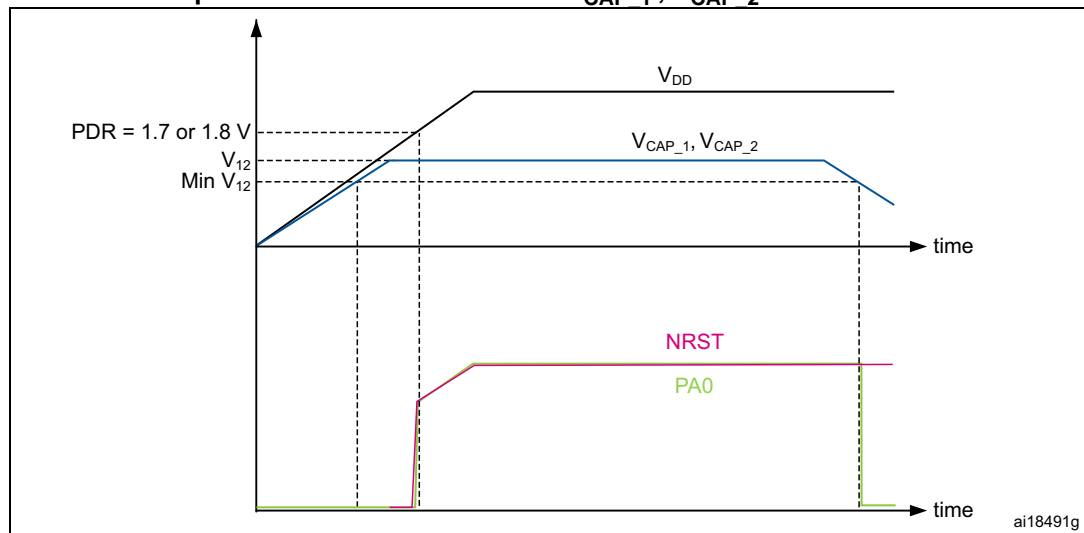 V_DD
PDR = 1.7 or 1.8 V
V_CAP_1, V_CAP_2
V_12
Min V_12
time
NRST
PA0
time
ai18491g